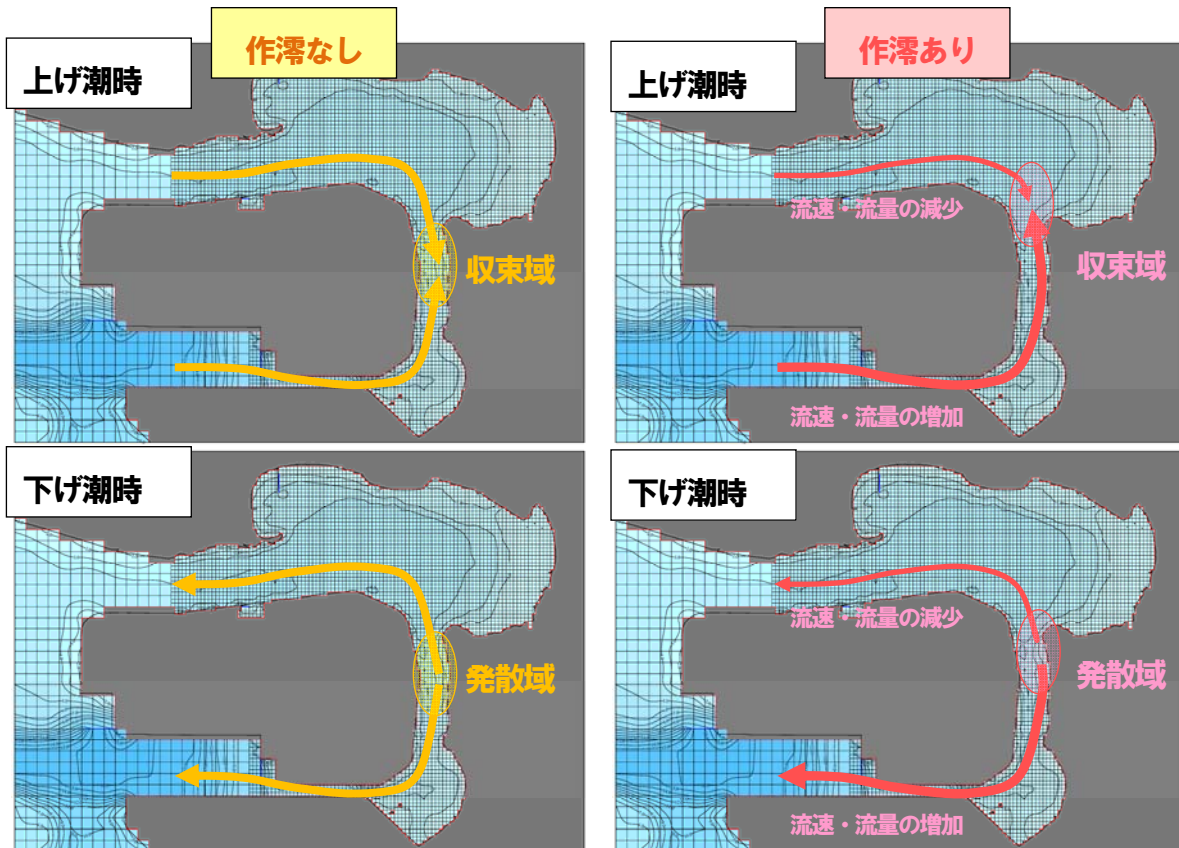 作澪なし
上げ潮時
収束域
作澪あり
上げ潮時
流速・流量の減少
収束域
流速・流量の増加
下げ潮時
発散域
下げ潮時
流速・流量の減少
発散域
流速・流量の増加